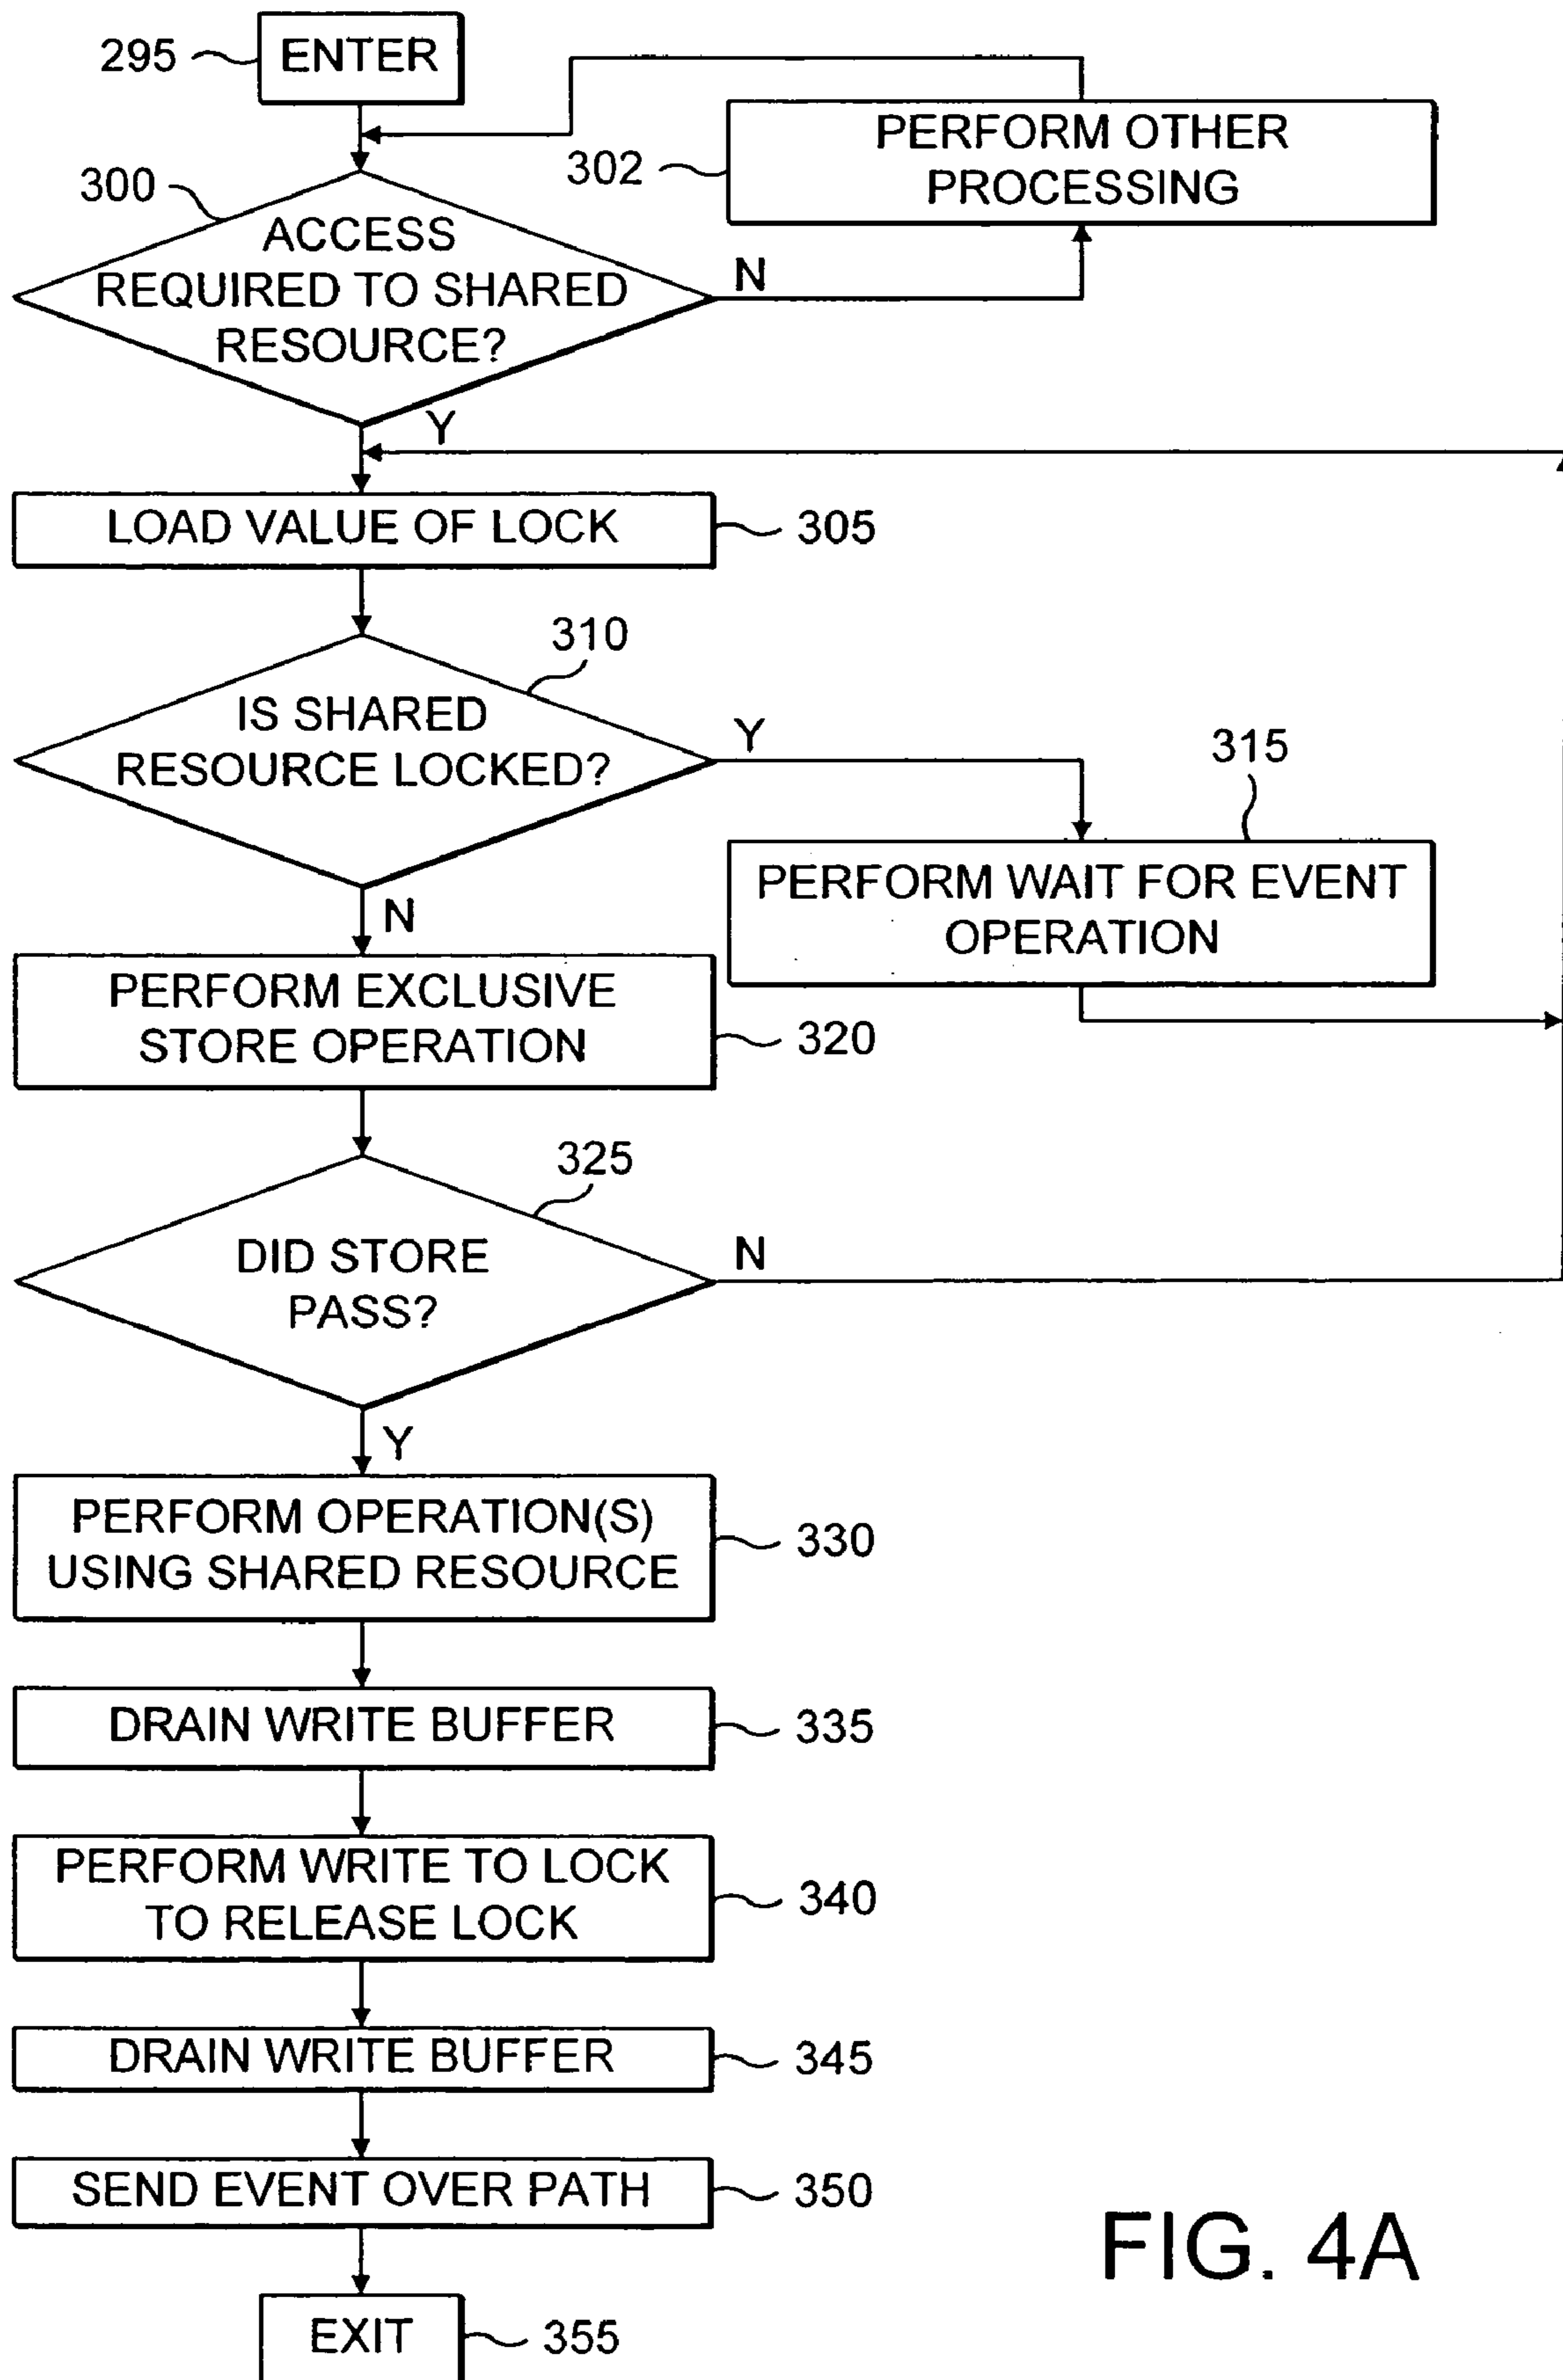 295
ENTER
PERFORM OTHER
PROCESSING
302
300
ACCESS
REQUIRED TO SHARED
RESOURCE?
N
Y
LOAD VALUE OF LOCK
305
310
IS SHARED
RESOURCE LOCKED?
Y
315
PERFORM WAIT FOR EVENT
OPERATION
N
PERFORM EXCLUSIVE
STORE OPERATION
320
325
DID STORE
PASS?
N
Y
PERFORM OPERATION(S)
USING SHARED RESOURCE
330
DRAIN WRITE BUFFER
335
PERFORM WRITE TO LOCK
TO RELEASE LOCK
340
DRAIN WRITE BUFFER
345
SEND EVENT OVER PATH
350
EXIT
355
FIG. 4A